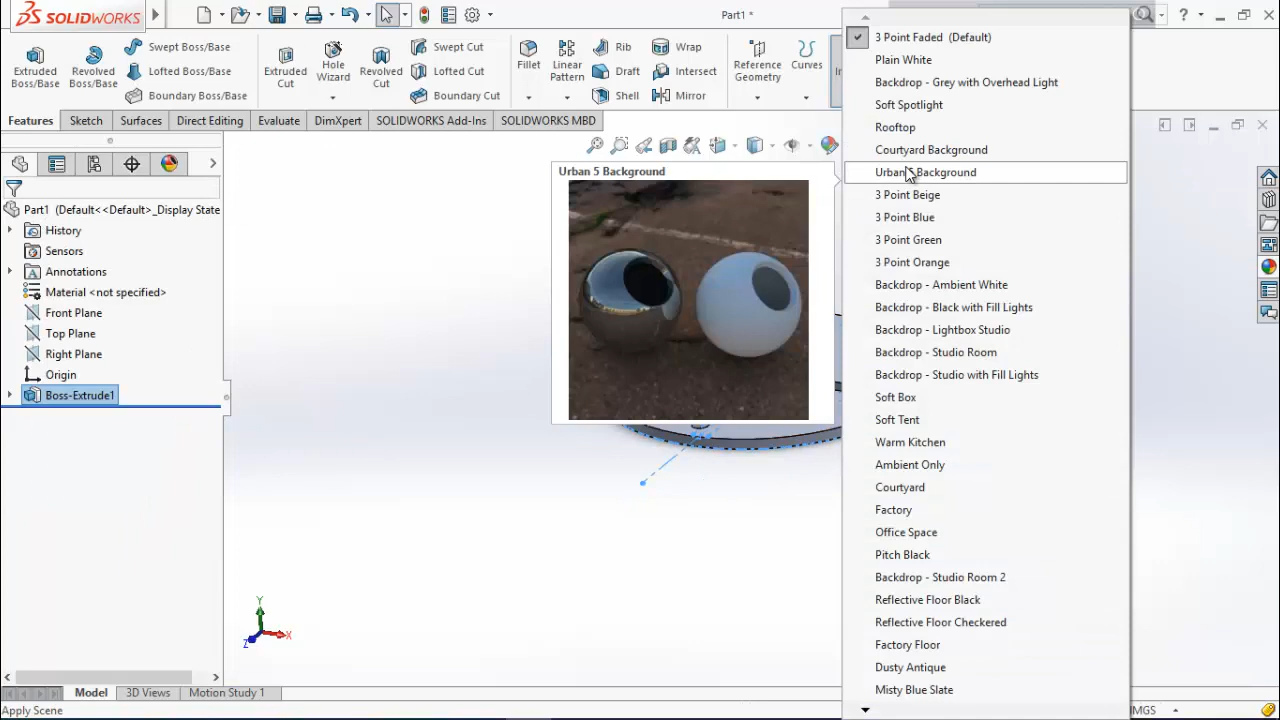 SOLIDWORKS
Part1 *
?
Extruded Boss/Base
Revolved Boss/Base
Swept Boss/Base
Lofted Boss/Base
Boundary Boss/Base
Extruded Cut
Hole Wizard
Revolved Cut
Swept Cut
Lofted Cut
Boundary Cut
Fillet
Linear Pattern
Rib
Draft
Shell
Wrap
Intersect
Mirror
Reference Geometry
Curves
Features
Sketch
Surfaces
Direct Editing
Evaluate
DimXpert
SOLIDWORKS Add-Ins
SOLIDWORKS MBD
Part1 (Default<<Default>_Display State
History
Sensors
Annotations
Material <not specified>
Front Plane
Top Plane
Right Plane
Origin
Boss-Extrude1
Urban 5 Background
3 Point Faded (Default)
Plain White
Backdrop - Grey with Overhead Light
Soft Spotlight
Rooftop
Courtyard Background
Urban 5 Background
3 Point Beige
3 Point Blue
3 Point Green
3 Point Orange
Backdrop - Ambient White
Backdrop - Black with Fill Lights
Backdrop - Lightbox Studio
Backdrop - Studio Room
Backdrop - Studio with Fill Lights
Soft Box
Soft Tent
Warm Kitchen
Ambient Only
Courtyard
Factory
Office Space
Pitch Black
Backdrop - Studio Room 2
Reflective Floor Black
Reflective Floor Checkered
Factory Floor
Dusty Antique
Misty Blue Slate
Y
X
Z
Model
3D Views
Motion Study 1
Apply Scene
MMGS